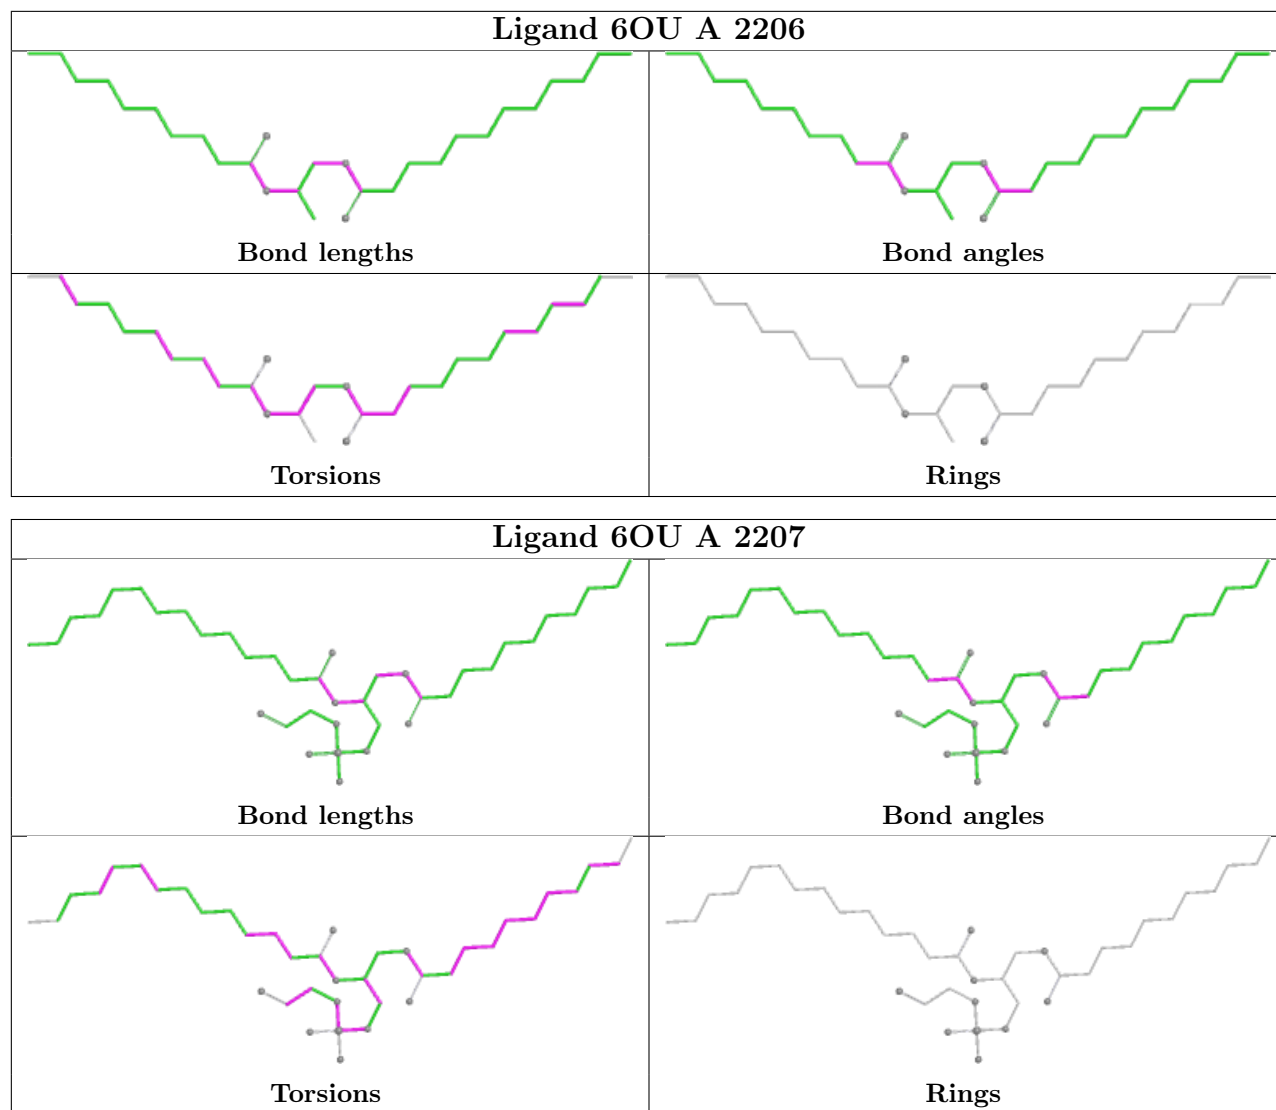 Ligand 6OU A 2206
Bond lengths
Bond angles
Torsions
Rings
Ligand 6OU A 2207
Bond lengths
Bond angles
Torsions
Rings